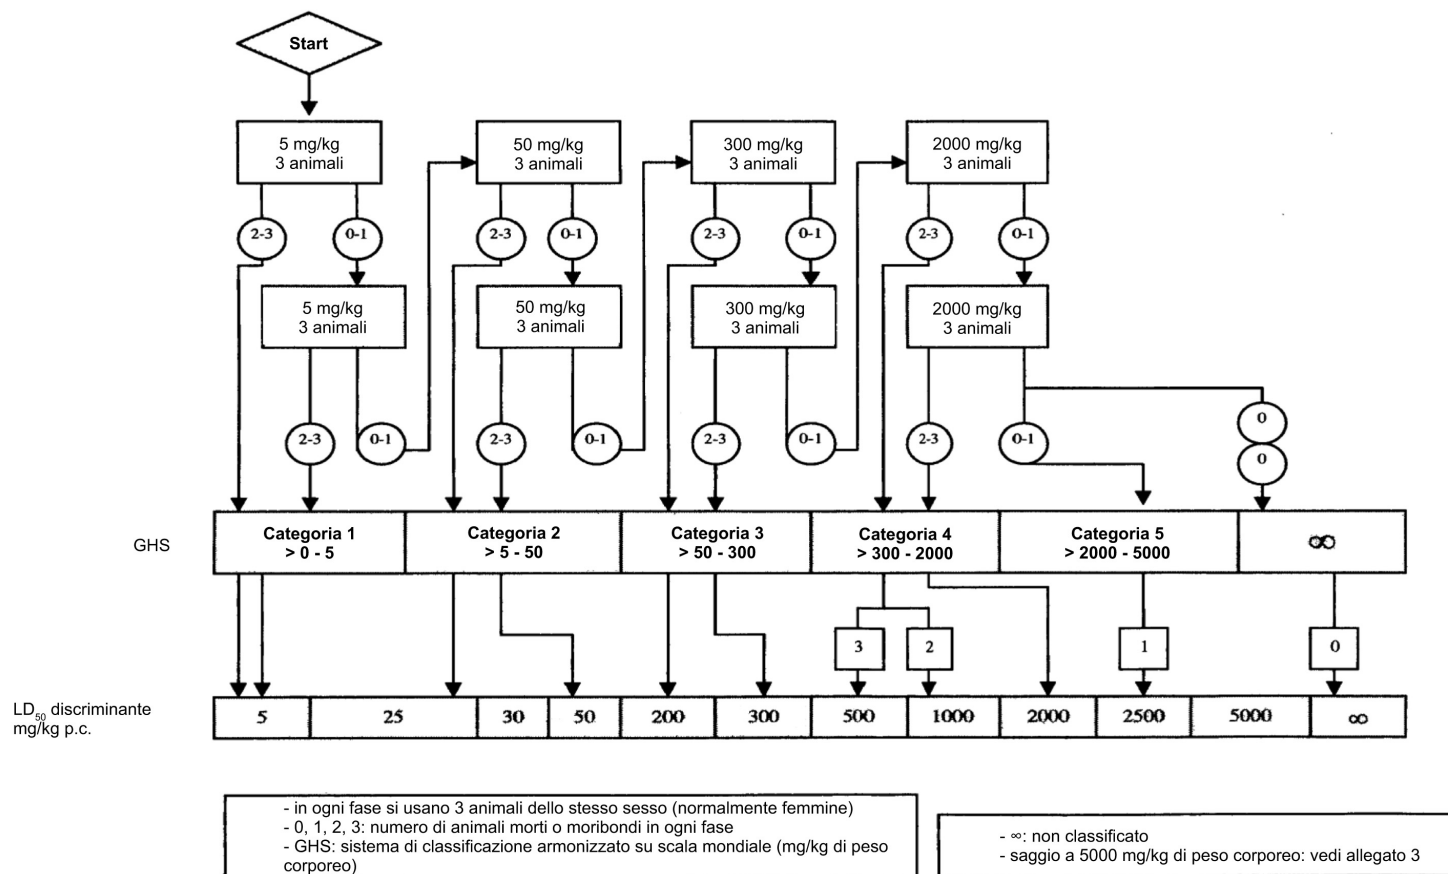 Start
5 mg/kg
3 animali
50 mg/kg
3 animali
300 mg/kg
3 animali
2000 mg/kg
3 animali
2-3
0-1
2-3
0-1
2-3
0-1
2-3
0-1
5 mg/kg
3 animali
50 mg/kg
3 animali
300 mg/kg
3 animali
2000 mg/kg
3 animali
2-3
0-1
2-3
0-1
2-3
0-1
2-3
0-1
0
0
GHS
Categoria 1
> 0 - 5
Categoria 2
> 5 - 50
Categoria 3
> 50 - 300
Categoria 4
> 300 - 2000
Categoria 5
> 2000 - 5000
∞
3
2
1
0
LD50 discriminante
mg/kg p.c.
5
25
30
50
200
300
500
1000
2000
2500
5000
∞
- in ogni fase si usano 3 animali dello stesso sesso (normalmente femmine)
- 0, 1, 2, 3: numero di animali morti o moribondi in ogni fase
- GHS: sistema di classificazione armonizzato su scala mondiale (mg/kg di peso
corporeo)
- ∞: non classificato
- saggio a 5000 mg/kg di peso corporeo: vedi allegato 3